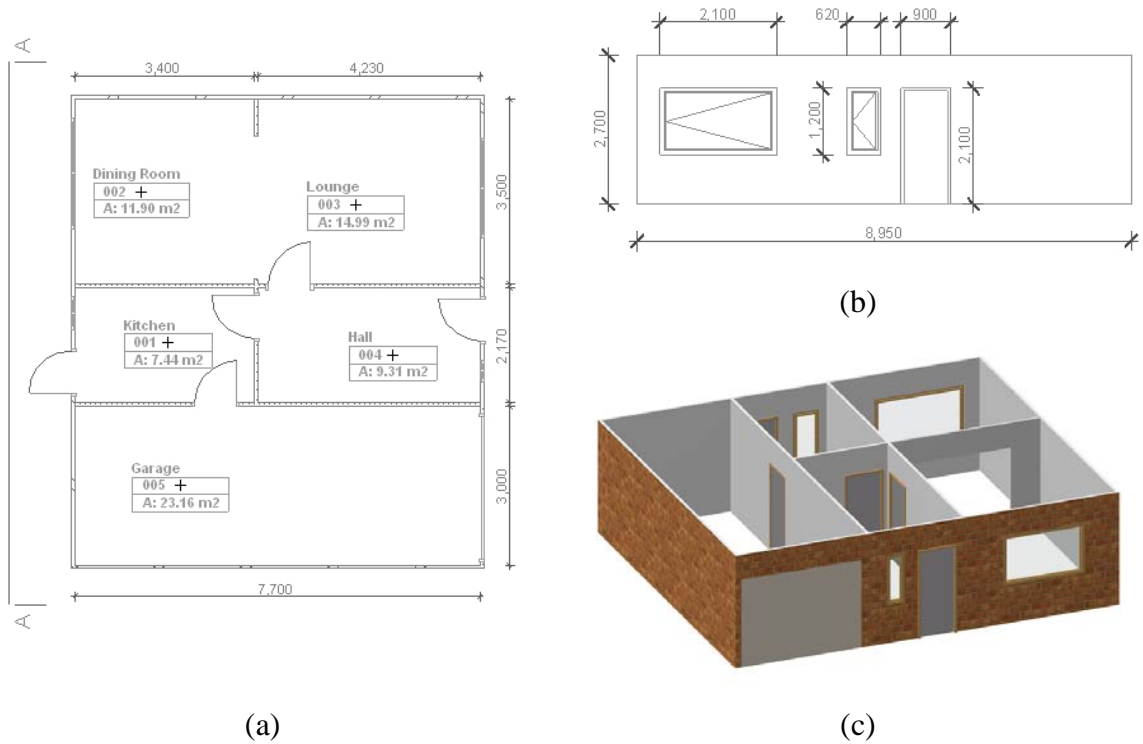 A
3,400
4,230
Dining Room
002
A: 11.90 m2
Lounge
003
A: 14.99 m2
3,500
Kitchen
001
A: 7.44 m2
Hall
004
A: 9.31 m2
2,170
Garage
005
A: 23.16 m2
3,000
7,700
A
(a)
2,100
620
900
2,700
1,200
2,100
8,950
(b)
(c)